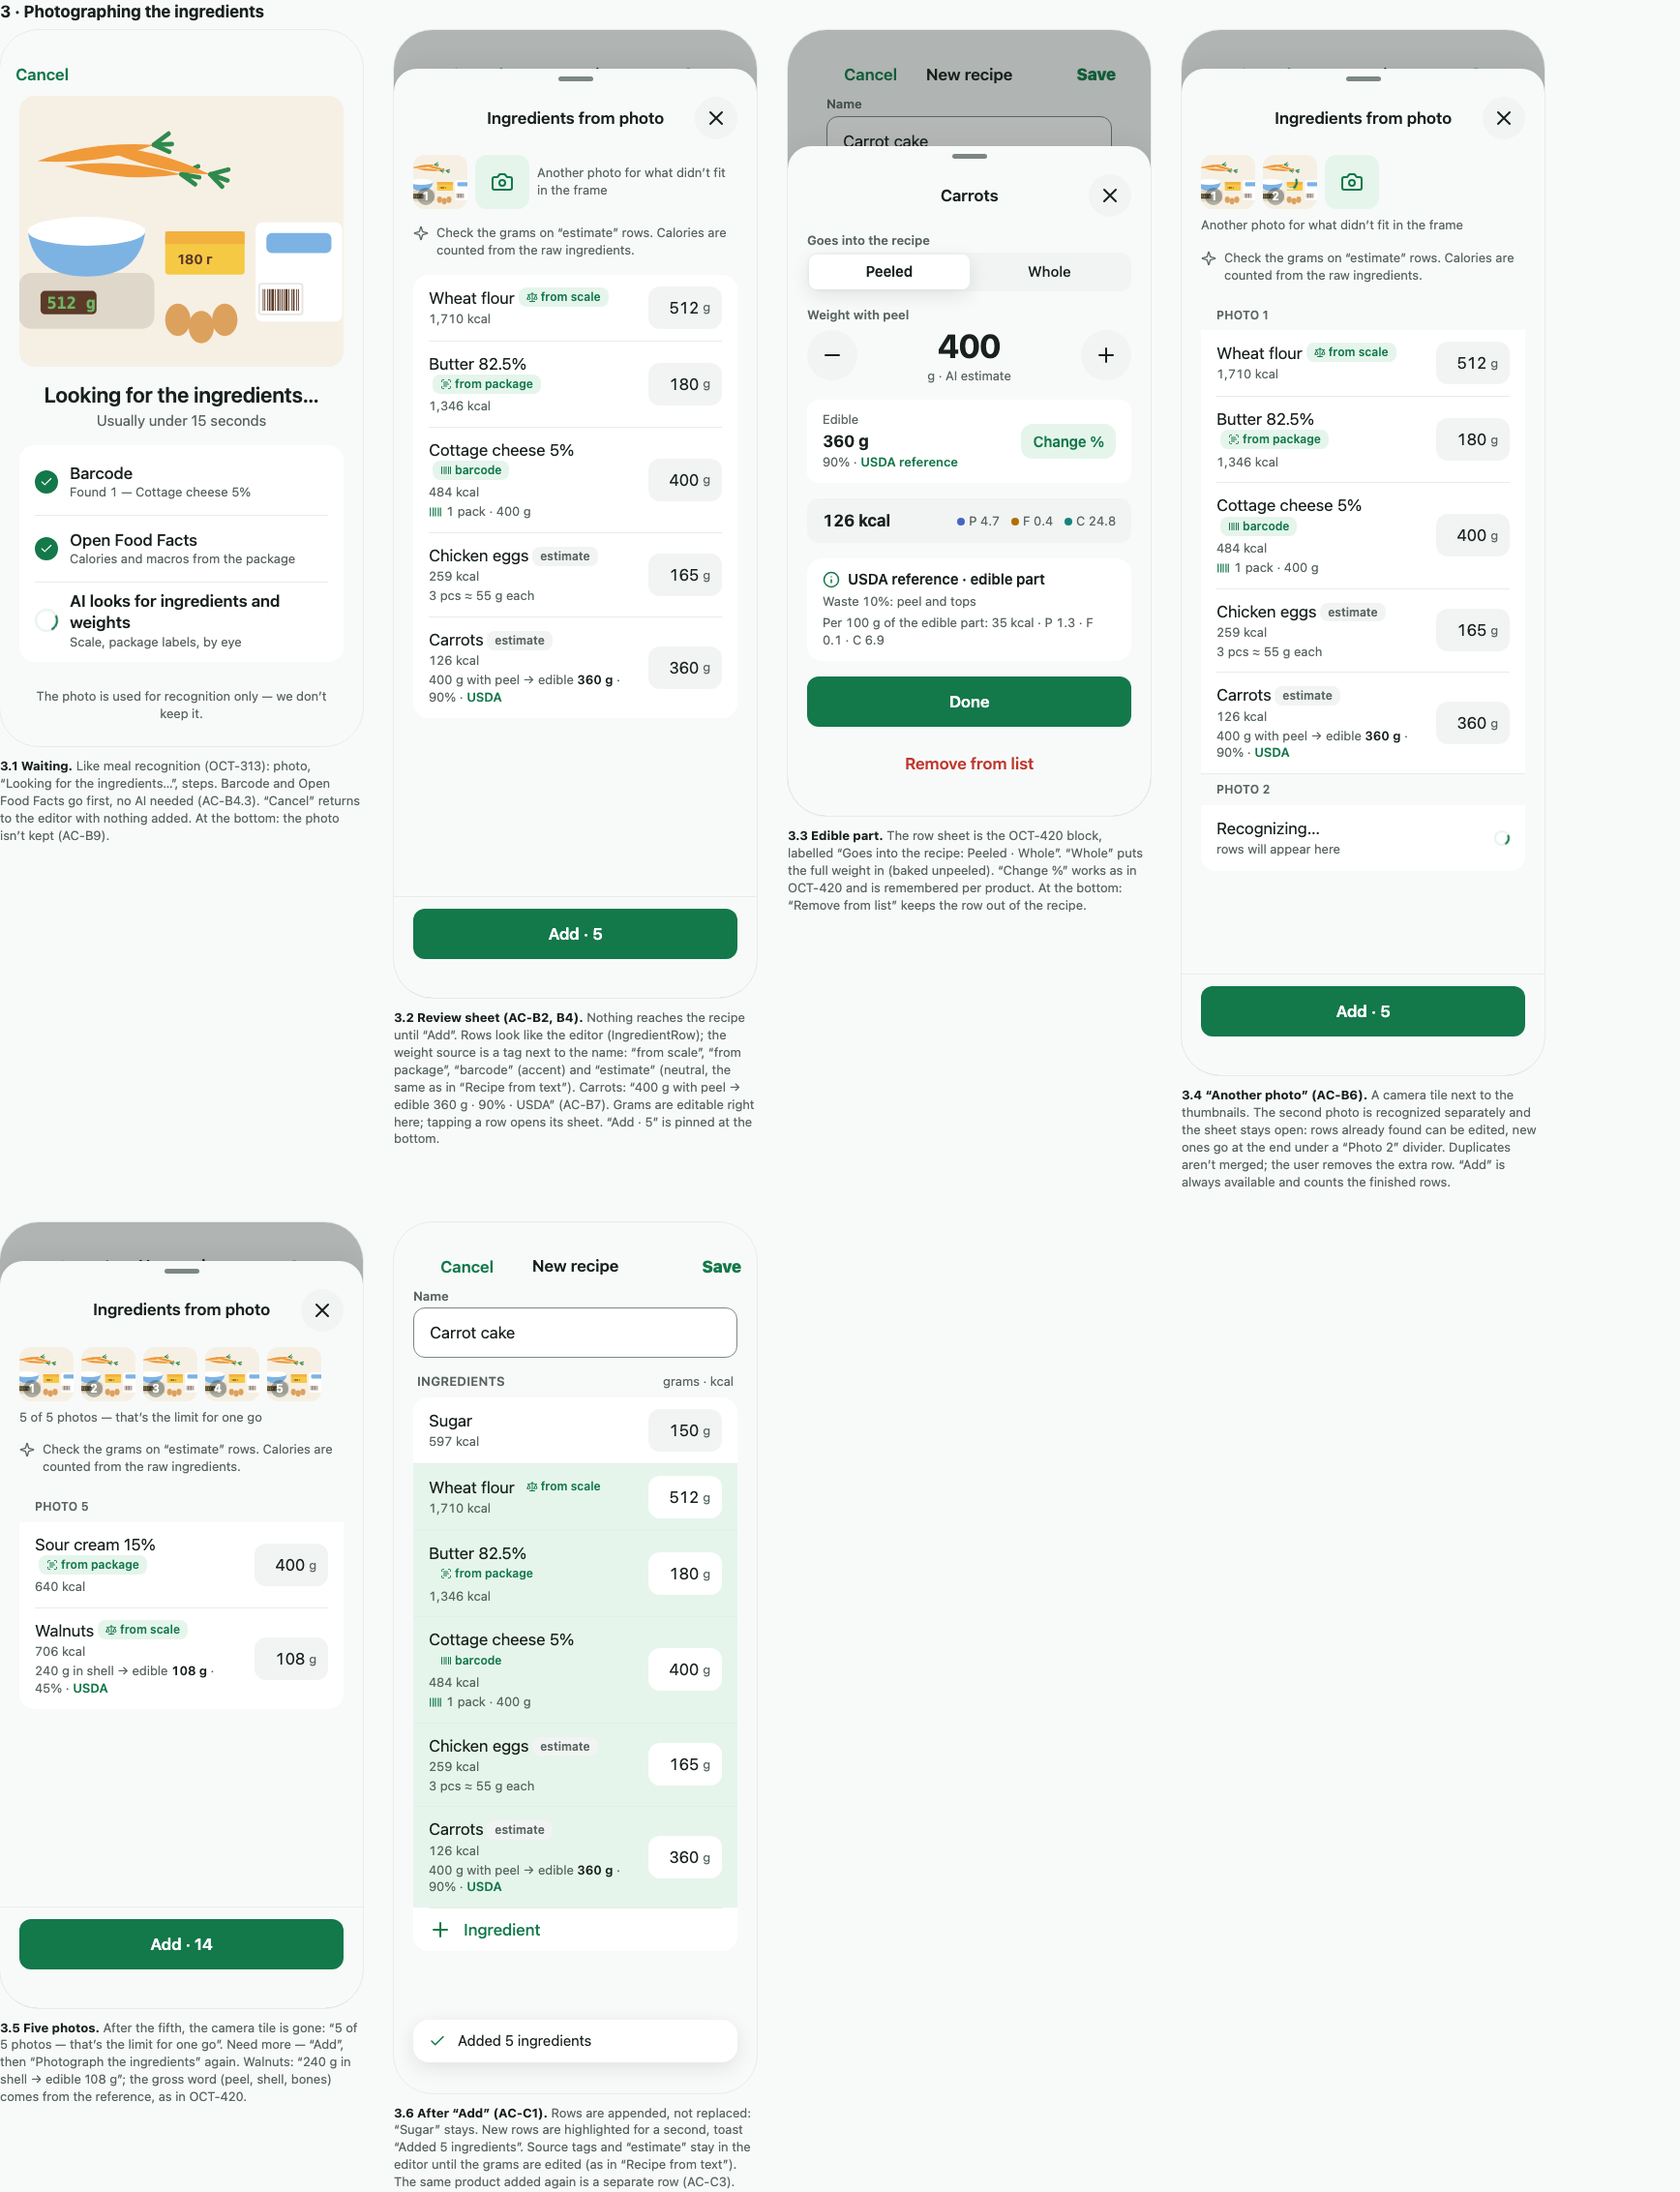 3 · Photographing the ingredients
Cancel
180 г
512 g
Looking for the ingredients…
Usually under 15 seconds
Barcode
Found 1 — Cottage cheese 5%
Open Food Facts
Calories and macros from the package
AI looks for ingredients and
weights
Scale, package labels, by eye
The photo is used for recognition only — we don’t
keep it.
3.1 Waiting. Like meal recognition (OCT-313): photo,
“Looking for the ingredients…”, steps. Barcode and Open
Food Facts go first, no AI needed (AC-B4.3). “Cancel” returns
to the editor with nothing added. At the bottom: the photo
isn’t kept (AC-B9).
Ingredients from photo
1
Another photo for what didn’t fit
in the frame
Check the grams on “estimate” rows. Calories are
counted from the raw ingredients.
Wheat flour from scale
1,710 kcal
512 g
Butter 82.5%
from package
1,346 kcal
180 g
Cottage cheese 5%
barcode
484 kcal
1 pack · 400 g
400 g
Chicken eggs estimate
259 kcal
3 pcs ≈ 55 g each
165 g
Carrots estimate
126 kcal
400 g with peel → edible 360 g ·
90% · USDA
360 g
Add · 5
3.2 Review sheet (AC-B2, B4). Nothing reaches the recipe
until “Add”. Rows look like the editor (IngredientRow); the
weight source is a tag next to the name: “from scale”, “from
package”, “barcode” (accent) and “estimate” (neutral, the
same as in “Recipe from text”). Carrots: “400 g with peel →
edible 360 g · 90% · USDA” (AC-B7). Grams are editable right
here; tapping a row opens its sheet. “Add · 5” is pinned at the
bottom.
Cancel New recipe Save
Name
Carrot cake
Carrots
Goes into the recipe
Peeled Whole
Weight with peel
400
g · AI estimate
Edible
360 g
90% · USDA reference
Change %
126 kcal P 4.7 F 0.4 C 24.8
USDA reference · edible part
Waste 10%: peel and tops
Per 100 g of the edible part: 35 kcal · P 1.3 · F
0.1 · C 6.9
Done
Remove from list
3.3 Edible part. The row sheet is the OCT-420 block,
labelled “Goes into the recipe: Peeled · Whole”. “Whole” puts
the full weight in (baked unpeeled). “Change %” works as in
OCT-420 and is remembered per product. At the bottom:
“Remove from list” keeps the row out of the recipe.
Ingredients from photo
1 2
Another photo for what didn’t fit in the frame
Check the grams on “estimate” rows. Calories are
counted from the raw ingredients.
PHOTO 1
Wheat flour from scale
1,710 kcal
512 g
Butter 82.5%
from package
1,346 kcal
180 g
Cottage cheese 5%
barcode
484 kcal
1 pack · 400 g
400 g
Chicken eggs estimate
259 kcal
3 pcs ≈ 55 g each
165 g
Carrots estimate
126 kcal
400 g with peel → edible 360 g ·
90% · USDA
360 g
PHOTO 2
Recognizing…
rows will appear here
Add · 5
3.4 “Another photo” (AC-B6). A camera tile next to the
thumbnails. The second photo is recognized separately and
the sheet stays open: rows already found can be edited, new
ones go at the end under a “Photo 2” divider. Duplicates
aren’t merged; the user removes the extra row. “Add” is
always available and counts the finished rows.
Ingredients from photo
1 2 3 4 5
5 of 5 photos — that’s the limit for one go
Check the grams on “estimate” rows. Calories are
counted from the raw ingredients.
PHOTO 5
Sour cream 15%
from package
640 kcal
400 g
Walnuts from scale
706 kcal
240 g in shell → edible 108 g ·
45% · USDA
108 g
Add · 14
3.5 Five photos. After the fifth, the camera tile is gone: “5 of
5 photos — that’s the limit for one go”. Need more — “Add”,
then “Photograph the ingredients” again. Walnuts: “240 g in
shell → edible 108 g”; the gross word (peel, shell, bones)
comes from the reference, as in OCT-420.
Cancel New recipe Save
Name
Carrot cake
INGREDIENTS grams · kcal
Sugar
597 kcal
150 g
Wheat flour from scale
1,710 kcal
512 g
Butter 82.5%
from package
1,346 kcal
180 g
Cottage cheese 5%
barcode
484 kcal
1 pack · 400 g
400 g
Chicken eggs estimate
259 kcal
3 pcs ≈ 55 g each
165 g
Carrots estimate
126 kcal
400 g with peel → edible 360 g ·
90% · USDA
360 g
Ingredient
Added 5 ingredients
3.6 After “Add” (AC-C1). Rows are appended, not replaced:
“Sugar” stays. New rows are highlighted for a second, toast
“Added 5 ingredients”. Source tags and “estimate” stay in the
editor until the grams are edited (as in “Recipe from text”).
The same product added again is a separate row (AC-C3).